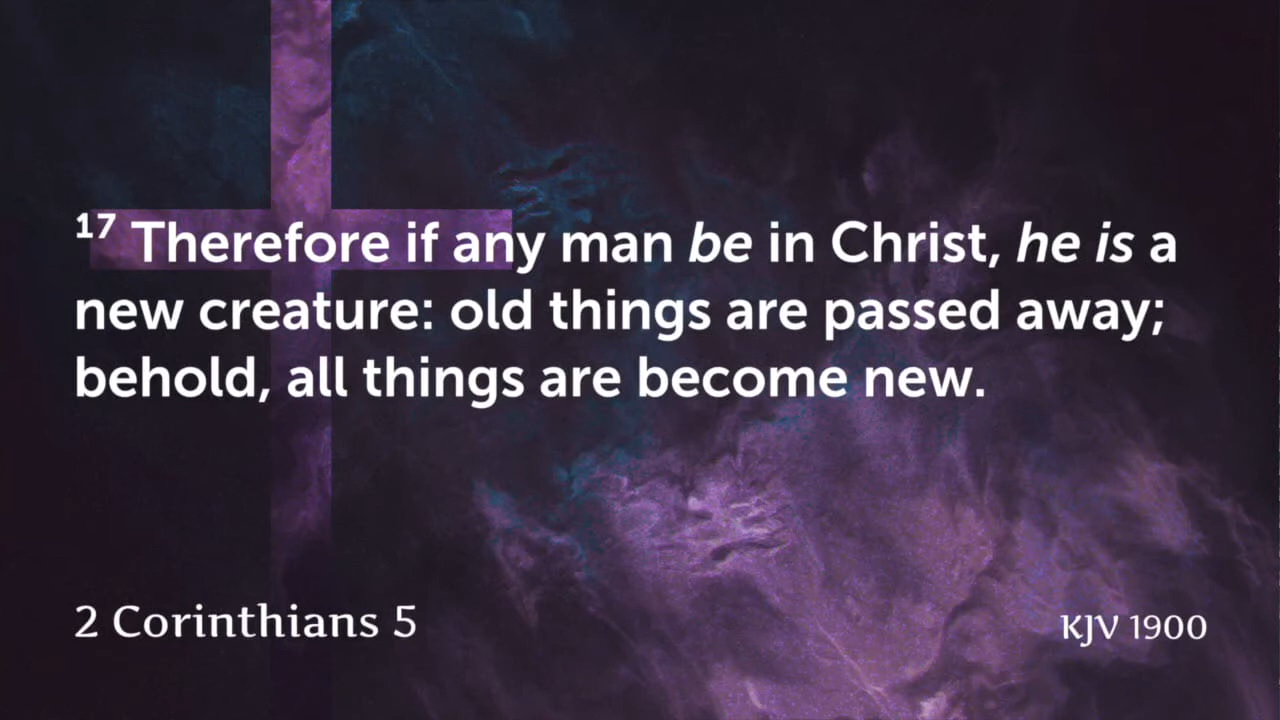 17 Therefore if any man be in Christ, he is a
new creature: old things are passed away;
behold, all things are become new.
2 Corinthians 5
KJV 1900